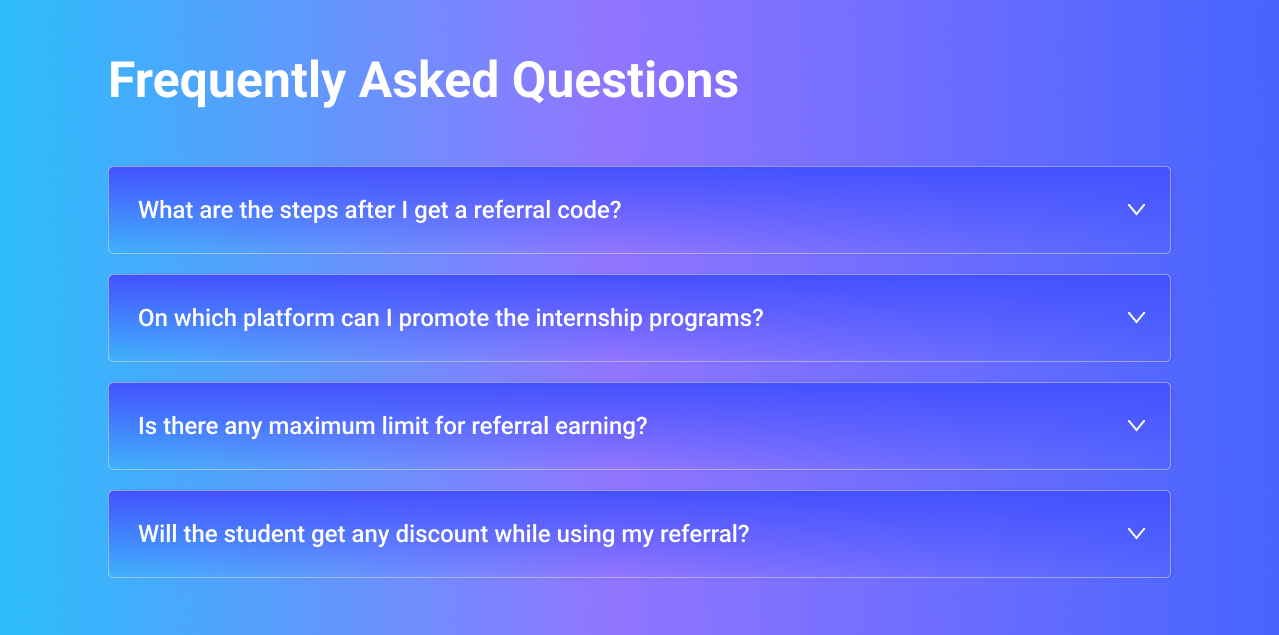 Frequently Asked Questions
What are the steps after I get a referral code?
On which platform can I promote the internship programs?
Is there any maximum limit for referral earning?
Will the student get any discount while using my referral?